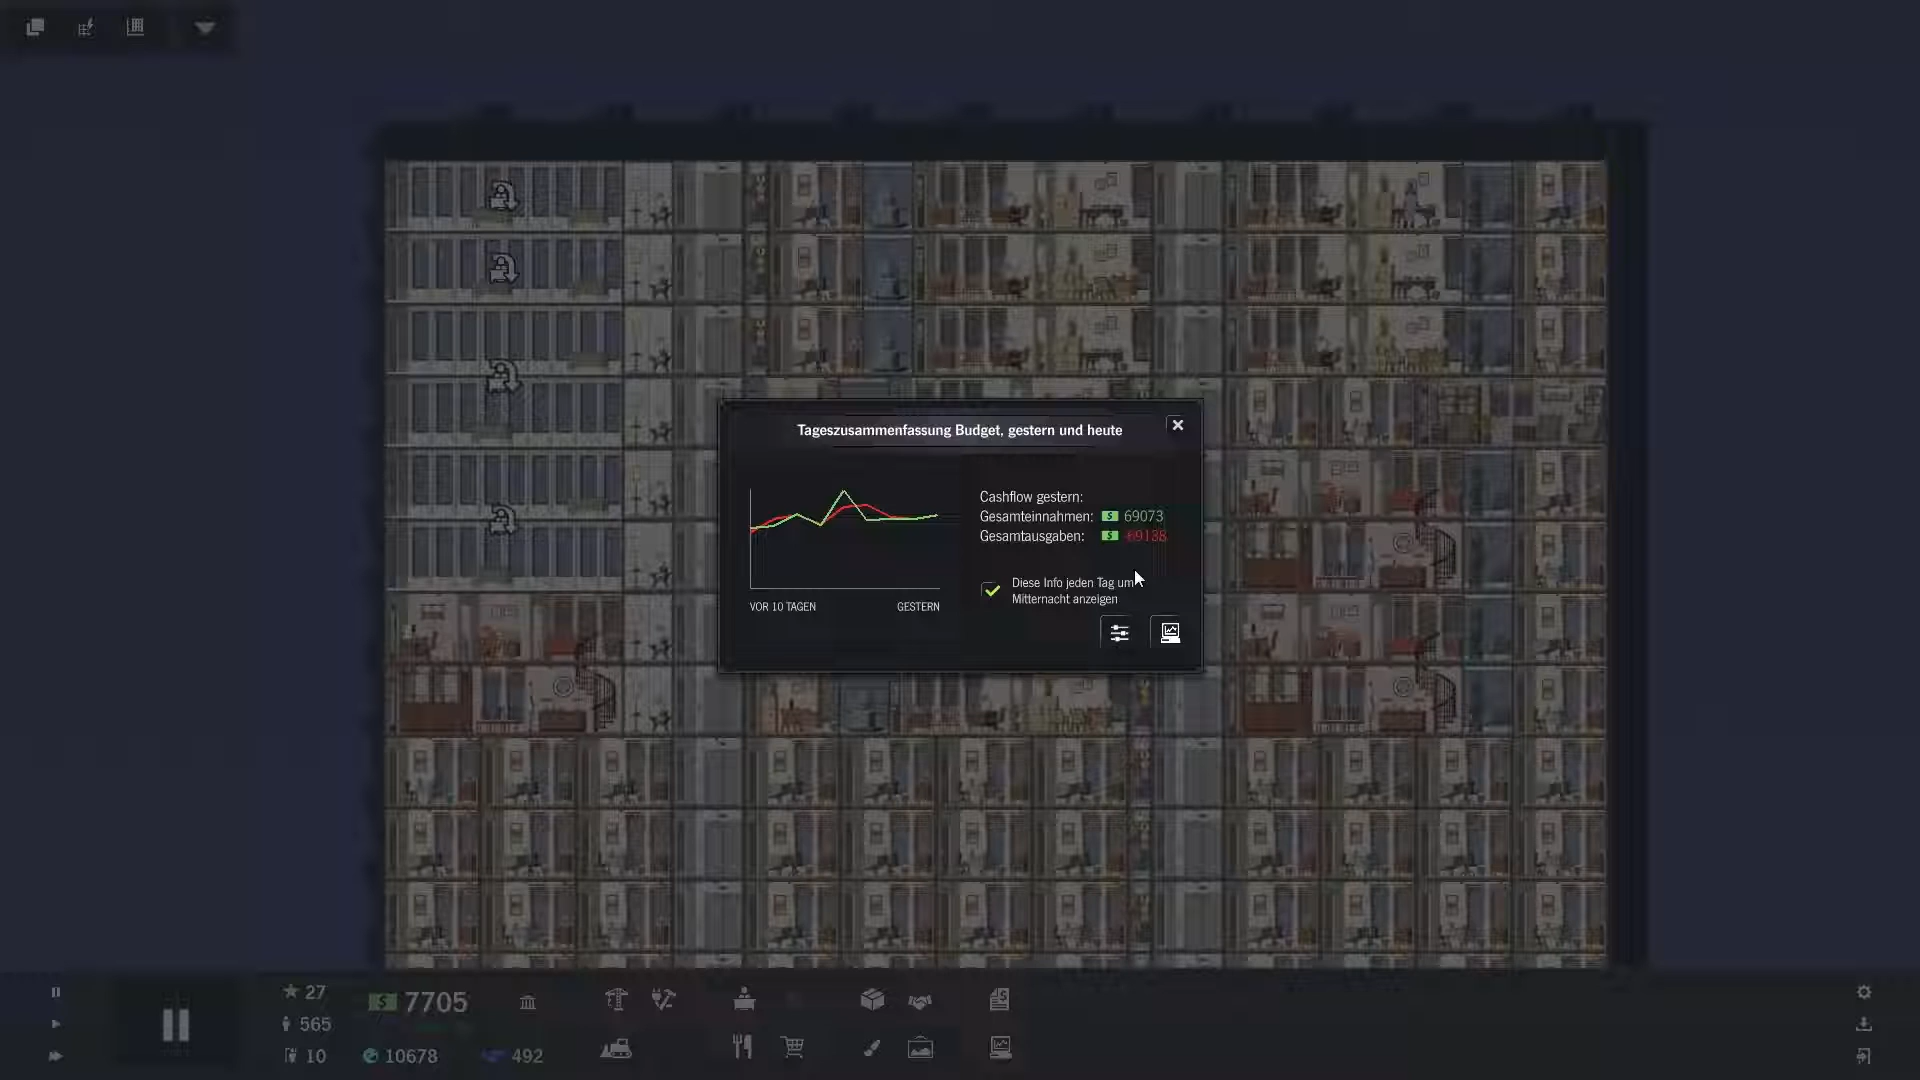 Tageszusammenfassung Budget, gestern und heute
Cashflow gestern:
Gesamteinnahmen: $ 69073
Gesamtausgaben: $ -69138
Diese Info jeden Tag um
Mitternacht anzeigen
VOR 10 TAGEN GESTERN
27
$ 7705
565
10
10678
492